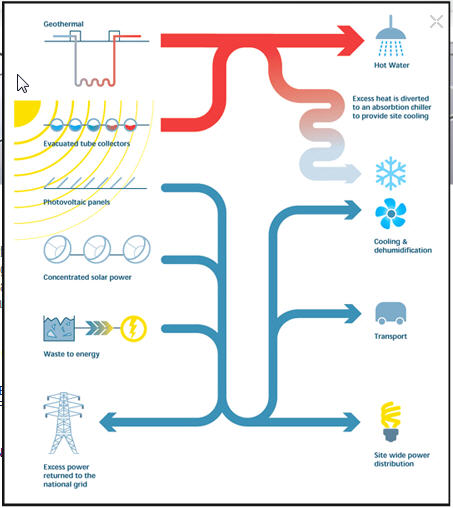 Geothermal
Hot Water
Excess heat is diverted
to an absorbtion chiller
to provide site cooling
Evacuated tube collectors
Photovoltaic panels
Cooling &
dehumidification
Concentrated solar power
Transport
Waste to energy
Site wide power
distribution
Excess power
returned to the
national grid